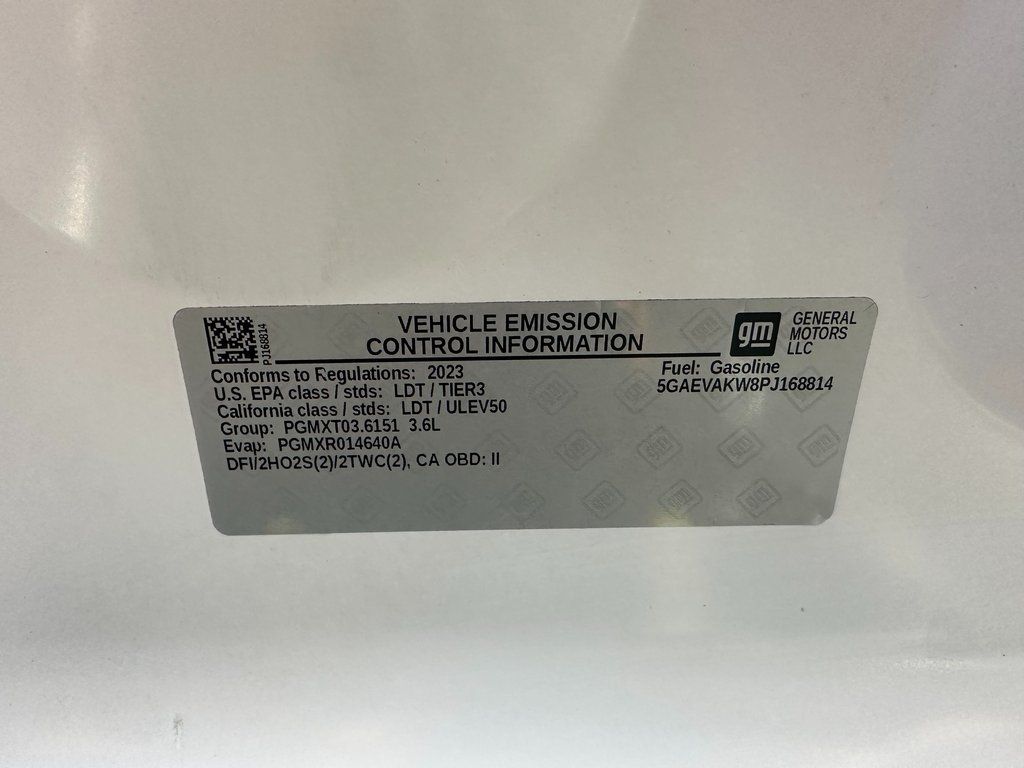 PJ168814
VEHICLE EMISSION
CONTROL INFORMATION
gm
GENERAL
MOTORS
LLC
Conforms to Regulations: 2023
U.S. EPA class / stds: LDT / TIER3
California class / stds: LDT / ULEV50
Group: PGMXT03.6151 3.6L
Evap: PGMXR014640A
DFI/2HO2S(2)/2TWC(2), CA OBD: II
Fuel: Gasoline
5GAEVAKW8PJ168814